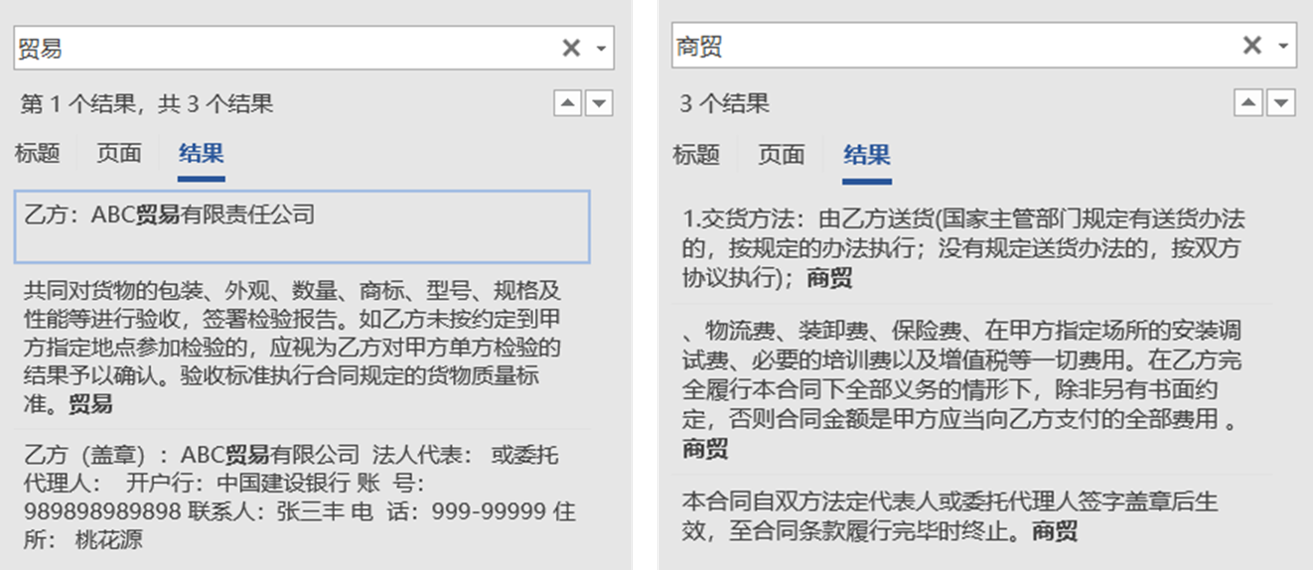 贸易
第 1 个结果，共 3 个结果
标题 页面 结果
乙方：ABC贸易有限责任公司
共同对货物的包装、外观、数量、商标、型号、规格及
性能等进行验收，签署检验报告。如乙方未按约定到甲
方指定地点参加检验的，应视为乙方对甲方单方检验的
结果予以确认。验收标准执行合同规定的货物质量标
准。贸易
乙方（盖章）: ABC贸易有限公司 法人代表： 或委托
代理人： 开户行：中国建设银行 账 号：
989898989898 联系人：张三丰 电 话：999-99999 住
所： 桃花源
商贸
3 个结果
标题 页面 结果
1.交货方法：由乙方送货(国家主管部门规定有送货办法
的，按规定的办法执行；没有规定送货办法的，按双方
协议执行)；商贸
、物流费、装卸费、保险费、在甲方指定场所的安装调
试费、必要的培训费以及增值税等一切费用。在乙方完
全履行本合同下全部义务的情形下，除非另有书面约
定，否则合同金额是甲方应当向乙方支付的全部费用 。
商贸
本合同自双方法定代表人或委托代理人签字盖章后生
效，至合同条款履行完毕时终止。商贸